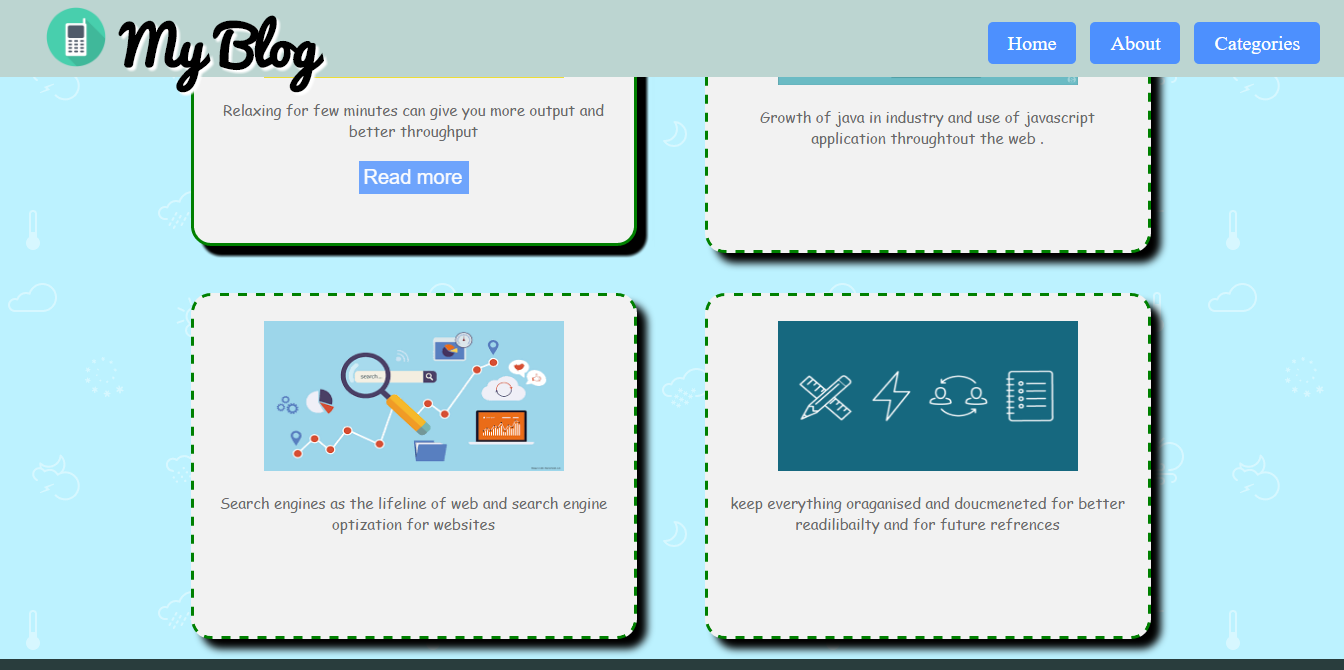 My Blog
Home
About
Categories
Relaxing for few minutes can give you more output and
better throughput
Read more
Growth of java in industry and use of javascript
application throughtout the web .
search...
Search engines as the lifeline of web and search engine
optization for websites
keep everything oraganised and doucmeneted for better
readilibailty and for future refrences